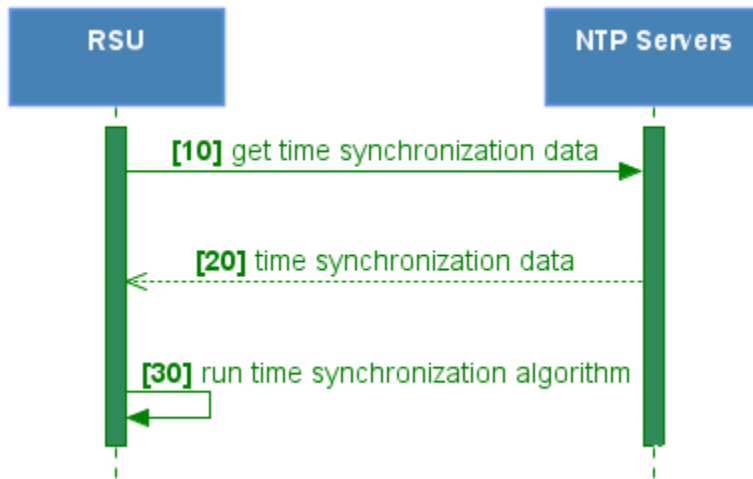 RSU
NTP Servers
[10] get time synchronization data
[20] time synchronization data
[30] run time synchronization algorithm